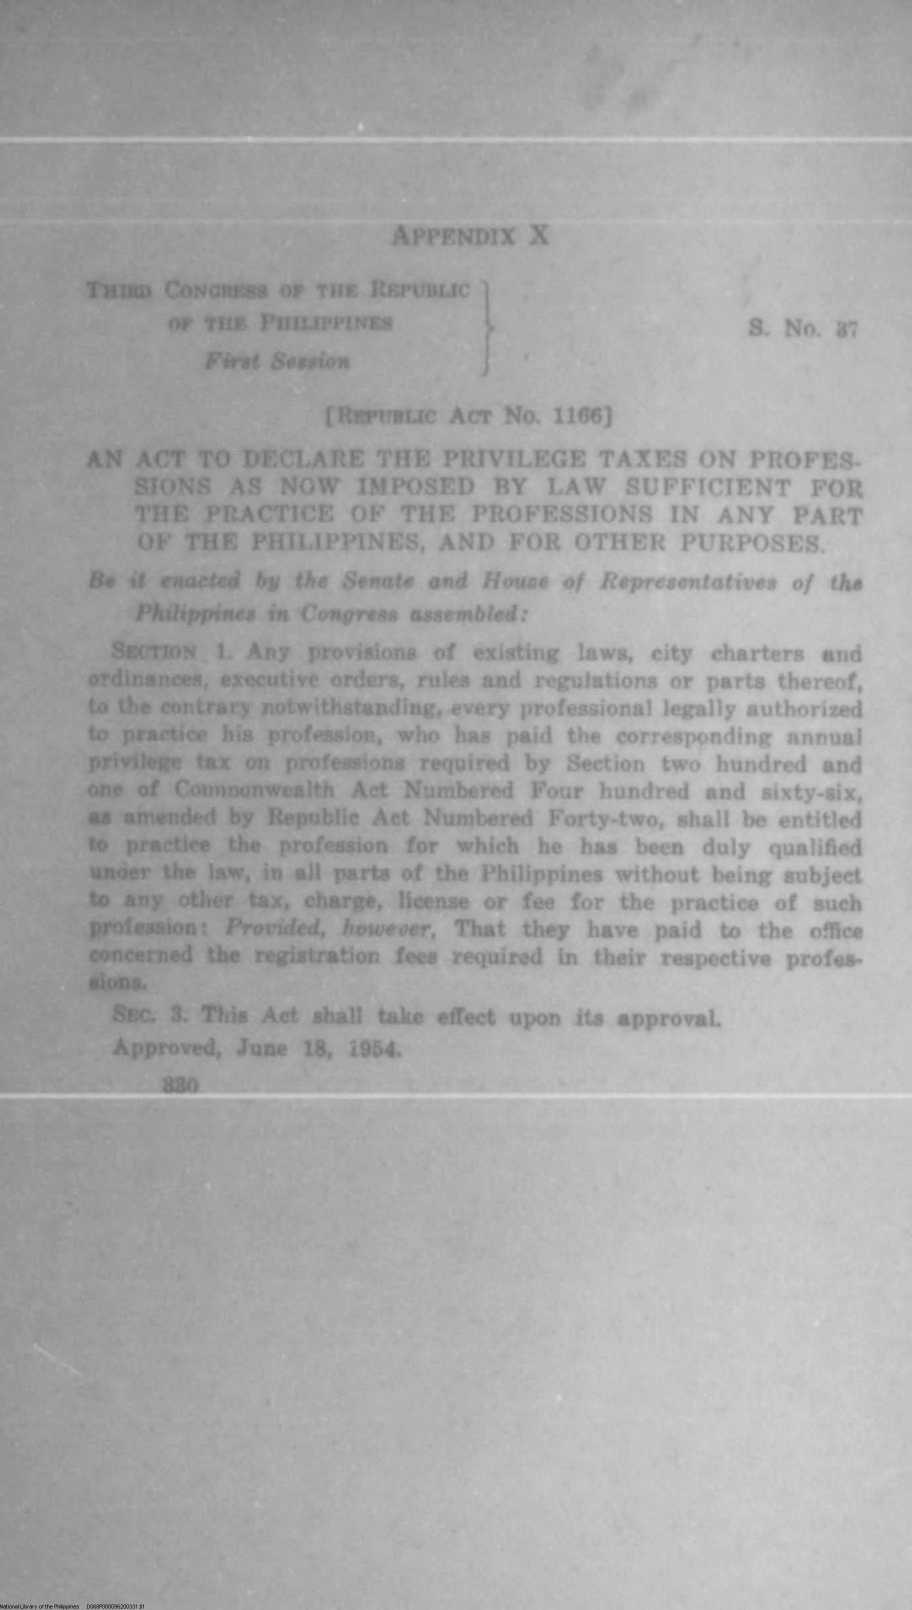 APPENDIX X
THIRD CONGRESS OF THE REPUBLIC
OF THE PHILIPPINES
First Session
S. No. 37
[REPUBLIC ACT NO. 1166]
AN ACT TO DECLARE THE PRIVILEGE TAXES ON PROFES-
SIONS AS NOW IMPOSED BY LAW SUFFICIENT FOR
THE PRACTICE OF THE PROFESSIONS IN ANY PART
OF THE PHILIPPINES, AND FOR OTHER PURPOSES.
Be it enacted by the Senate and House of Representatives of the
Philippines in Congress assembled:
SECTION 1. Any provisions of existing laws, city charters and
ordinances, executive orders, rules and regulations or parts thereof,
to the contrary notwithstanding, every professional legally authorized
to practice his profession, who has paid the corresponding annual
privilege tax on professions required by Section two hundred and
one of Commonwealth Act Numbered Four hundred and sixty-six,
as amended by Republic Act Numbered Forty-two, shall be entitled
to practice the profession for which he has been duly qualified
under the law, in all parts of the Philippines without being subject
to any other tax, charge, license or fee for the practice of such
profession: Provided, however, That they have paid to the office
concerned the registration fees required in their respective profes-
sions.
SEC. 3. This Act shall take effect upon its approval.
Approved, June 18, 1954.
830
National Library of the Philippines